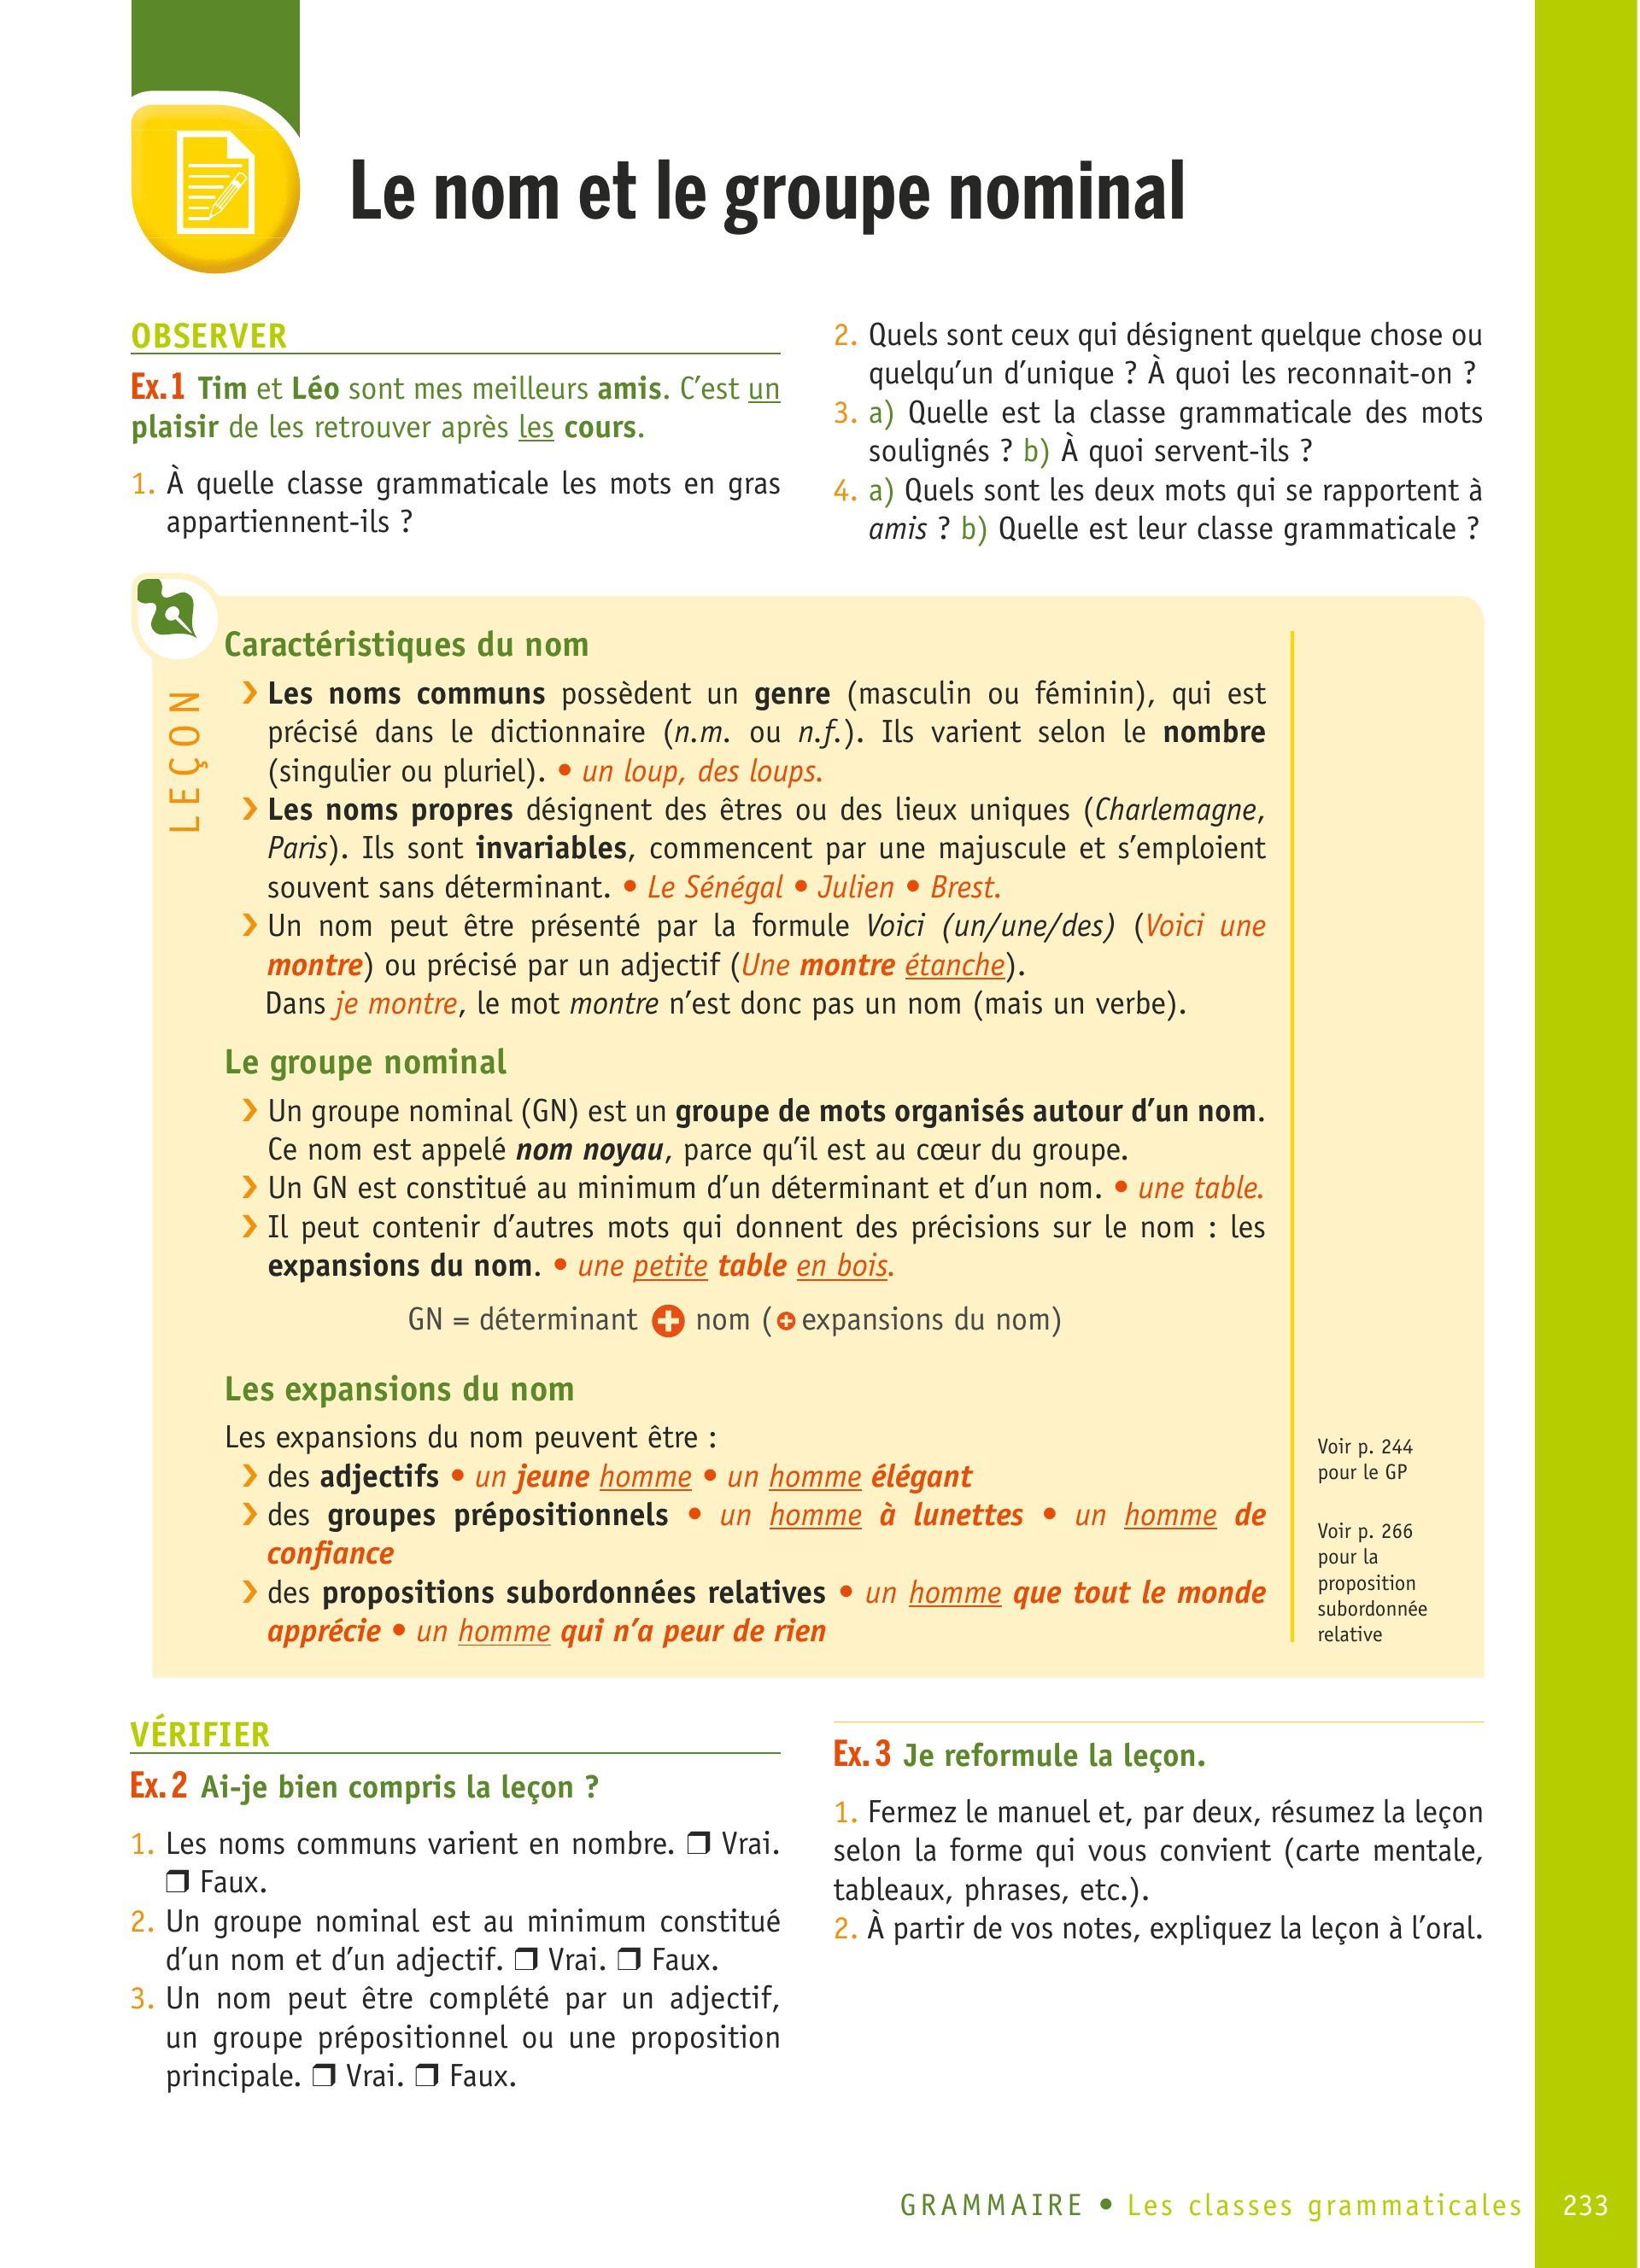 Le nom et le groupe nominal
OBSERVER
Ex.1 Tim et Léo sont mes meilleurs amis. C’est un
plaisir de les retrouver après les cours.
1. À quelle classe grammaticale les mots en gras
appartiennent-ils ?
2. Quels sont ceux qui désignent quelque chose ou
quelqu’un d’unique ? À quoi les reconnait-on ?
3. a) Quelle est la classe grammaticale des mots
soulignés ? b) À quoi servent-ils ?
4. a) Quels sont les deux mots qui se rapportent à
amis ? b) Quelle est leur classe grammaticale ?
LEÇON
Caractéristiques du nom
› Les noms communs possèdent un genre (masculin ou féminin), qui est
précisé dans le dictionnaire (n.m. ou n.f.). Ils varient selon le nombre
(singulier ou pluriel). • un loup, des loups.
› Les noms propres désignent des êtres ou des lieux uniques (Charlemagne,
Paris). Ils sont invariables, commencent par une majuscule et s’emploient
souvent sans déterminant. • Le Sénégal • Julien • Brest.
› Un nom peut être présenté par la formule Voici (un/une/des) (Voici une
montre) ou précisé par un adjectif (Une montre étanche).
Dans je montre, le mot montre n’est donc pas un nom (mais un verbe).
Le groupe nominal
› Un groupe nominal (GN) est un groupe de mots organisés autour d’un nom.
Ce nom est appelé nom noyau, parce qu’il est au cœur du groupe.
› Un GN est constitué au minimum d’un déterminant et d’un nom. • une table.
› Il peut contenir d’autres mots qui donnent des précisions sur le nom : les
expansions du nom. • une petite table en bois.
GN = déterminant + nom (+ expansions du nom)
Les expansions du nom
Les expansions du nom peuvent être :
› des adjectifs • un jeune homme • un homme élégant
› des groupes prépositionnels • un homme à lunettes • un homme de
confiance
› des propositions subordonnées relatives • un homme que tout le monde
apprécie • un homme qui n’a peur de rien
Voir p. 244
pour le GP
Voir p. 266
pour la
proposition
subordonnée
relative
VÉRIFIER
Ex.2 Ai-je bien compris la leçon ?
1. Les noms communs varient en nombre. ❒ Vrai.
❒ Faux.
2. Un groupe nominal est au minimum constitué
d’un nom et d’un adjectif. ❒ Vrai. ❒ Faux.
3. Un nom peut être complété par un adjectif,
un groupe prépositionnel ou une proposition
principale. ❒ Vrai. ❒ Faux.
Ex.3 Je reformule la leçon.
1. Fermez le manuel et, par deux, résumez la leçon
selon la forme qui vous convient (carte mentale,
tableaux, phrases, etc.).
2. À partir de vos notes, expliquez la leçon à l’oral.
GRAMMAIRE • Les classes grammaticales 233